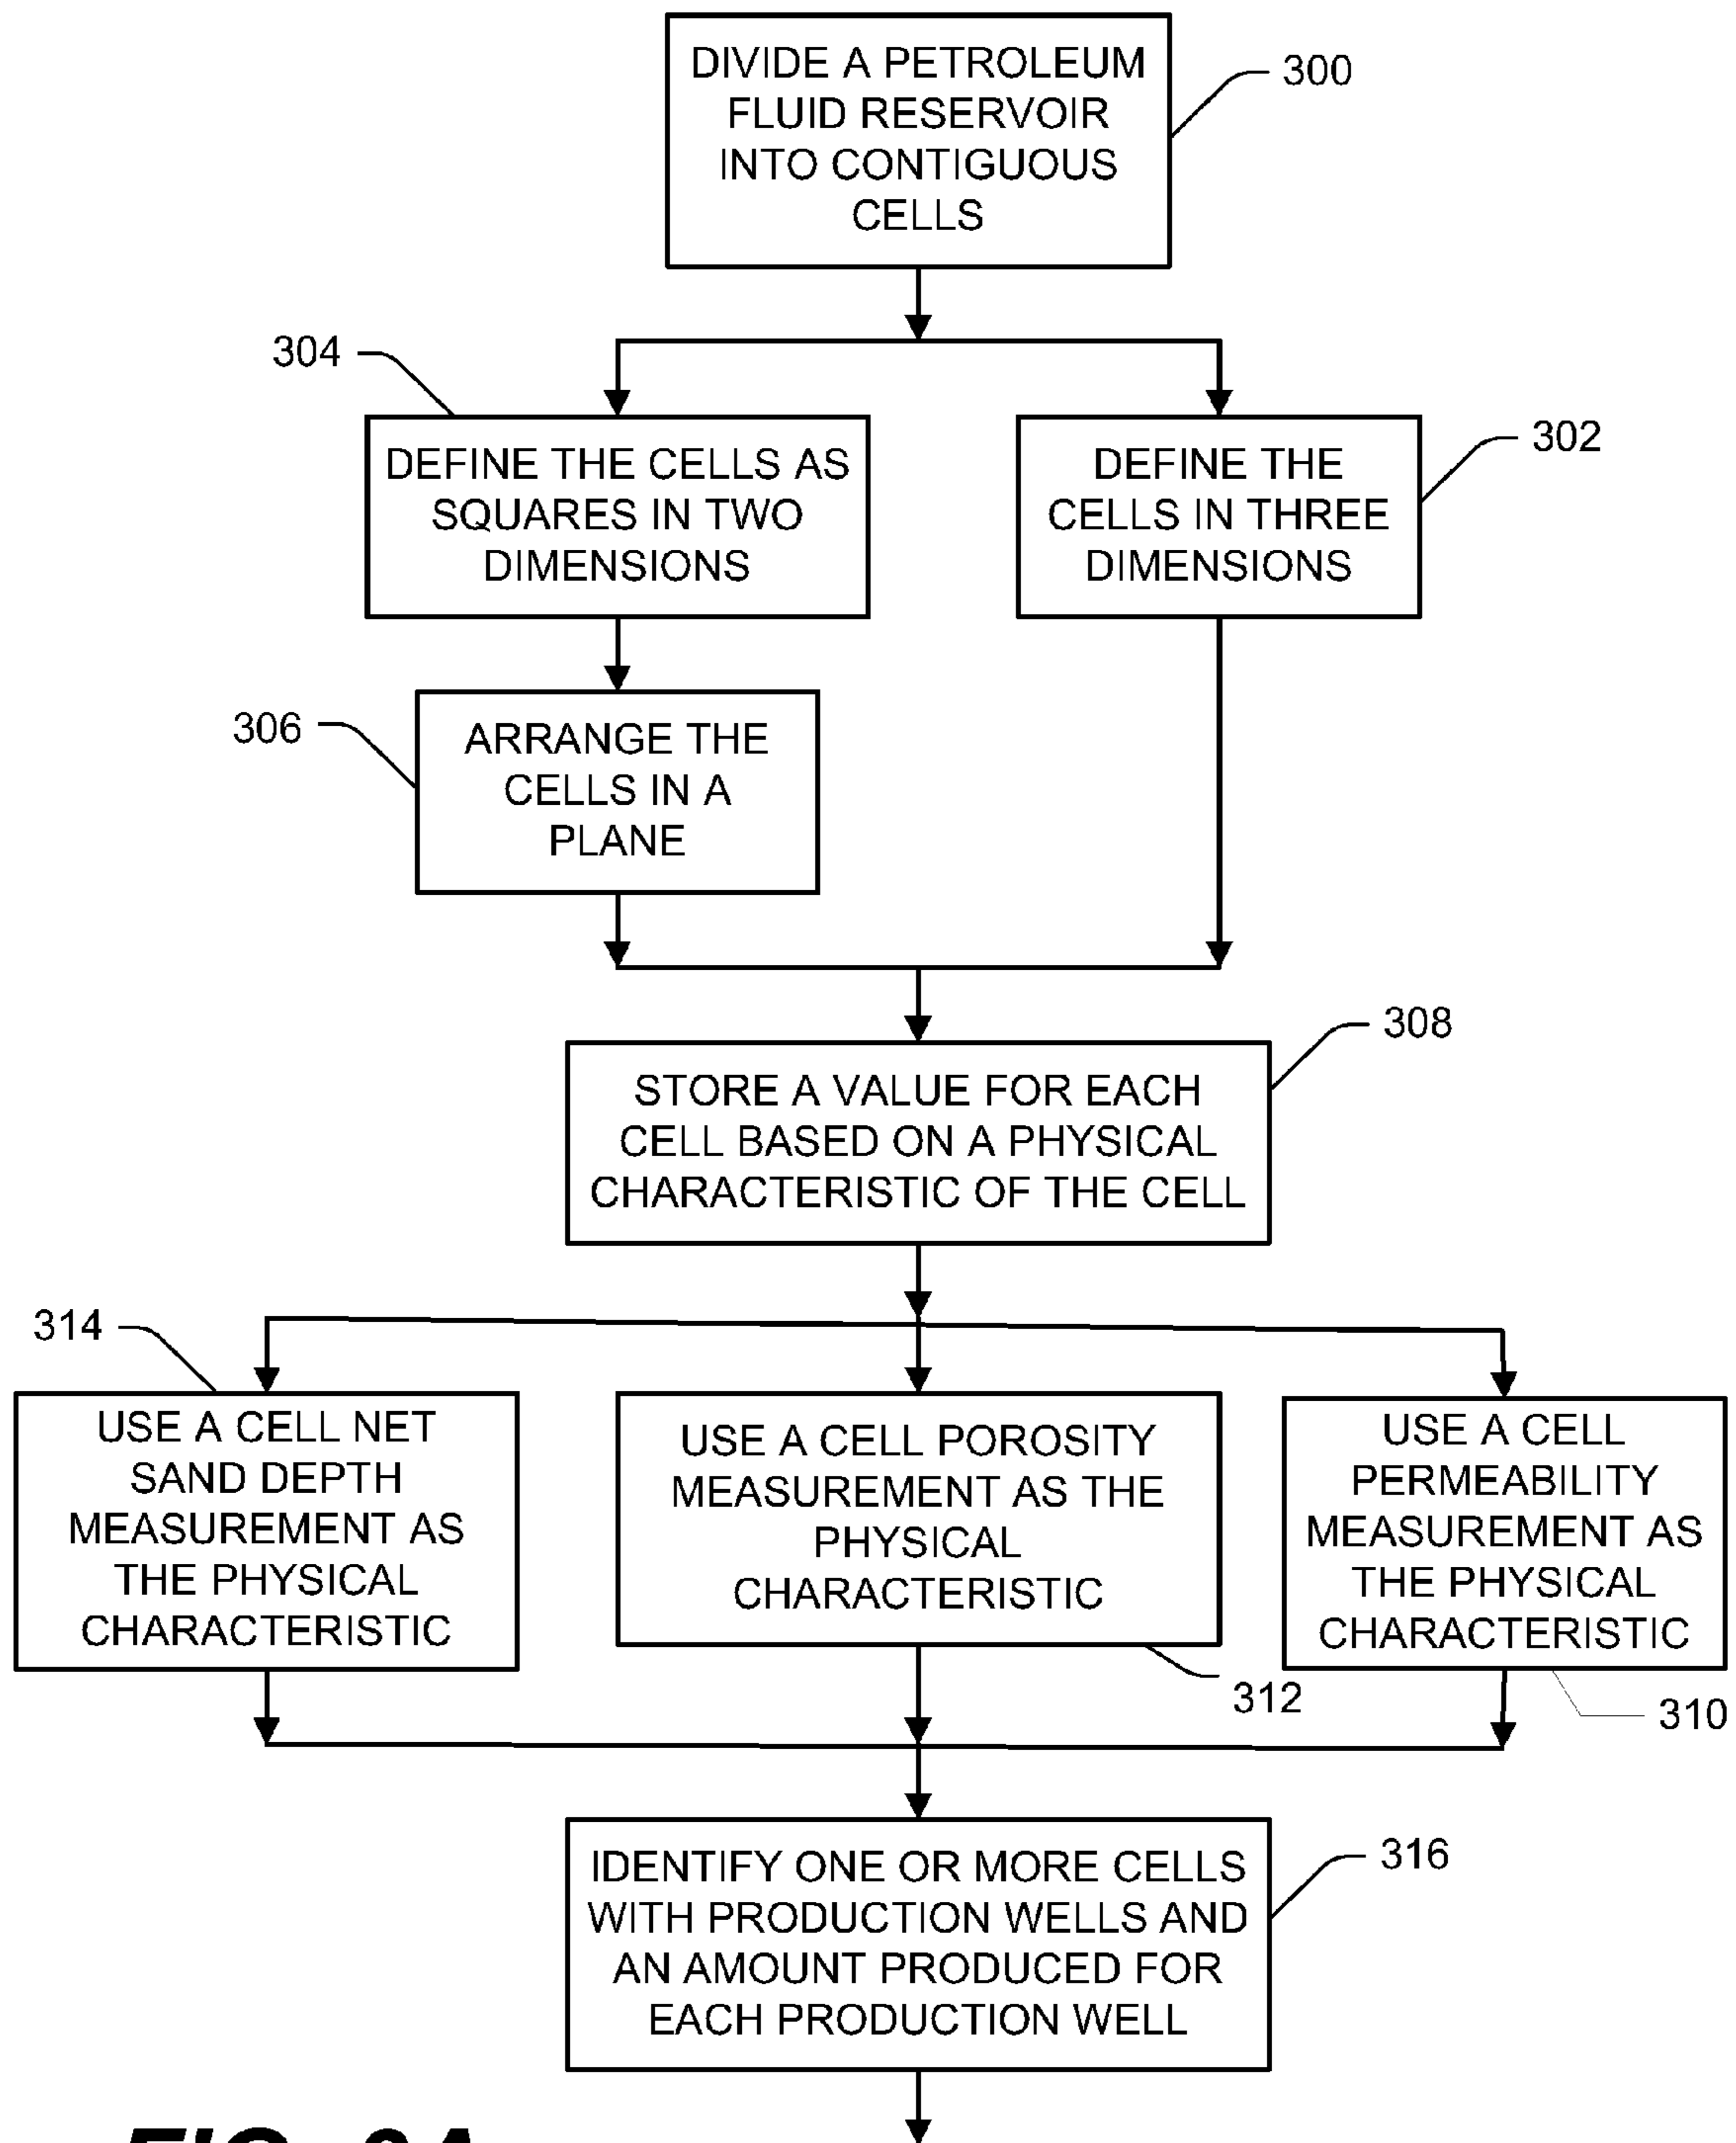 DIVIDE A PETROLEUM
FLUID RESERVOIR
INTO CONTIGUOUS
CELLS
300
304
DEFINE THE CELLS AS
SQUARES IN TWO
DIMENSIONS
DEFINE THE
CELLS IN THREE
DIMENSIONS
302
306
ARRANGE THE
CELLS IN A
PLANE
308
STORE A VALUE FOR EACH
CELL BASED ON A PHYSICAL
CHARACTERISTIC OF THE CELL
314
USE A CELL NET
SAND DEPTH
MEASUREMENT AS
THE PHYSICAL
CHARACTERISTIC
USE A CELL POROSITY
MEASUREMENT AS THE
PHYSICAL
CHARACTERISTIC
312
USE A CELL
PERMEABILITY
MEASUREMENT AS
THE PHYSICAL
CHARACTERISTIC
310
IDENTIFY ONE OR MORE CELLS
WITH PRODUCTION WELLS AND
AN AMOUNT PRODUCED FOR
EACH PRODUCTION WELL
316